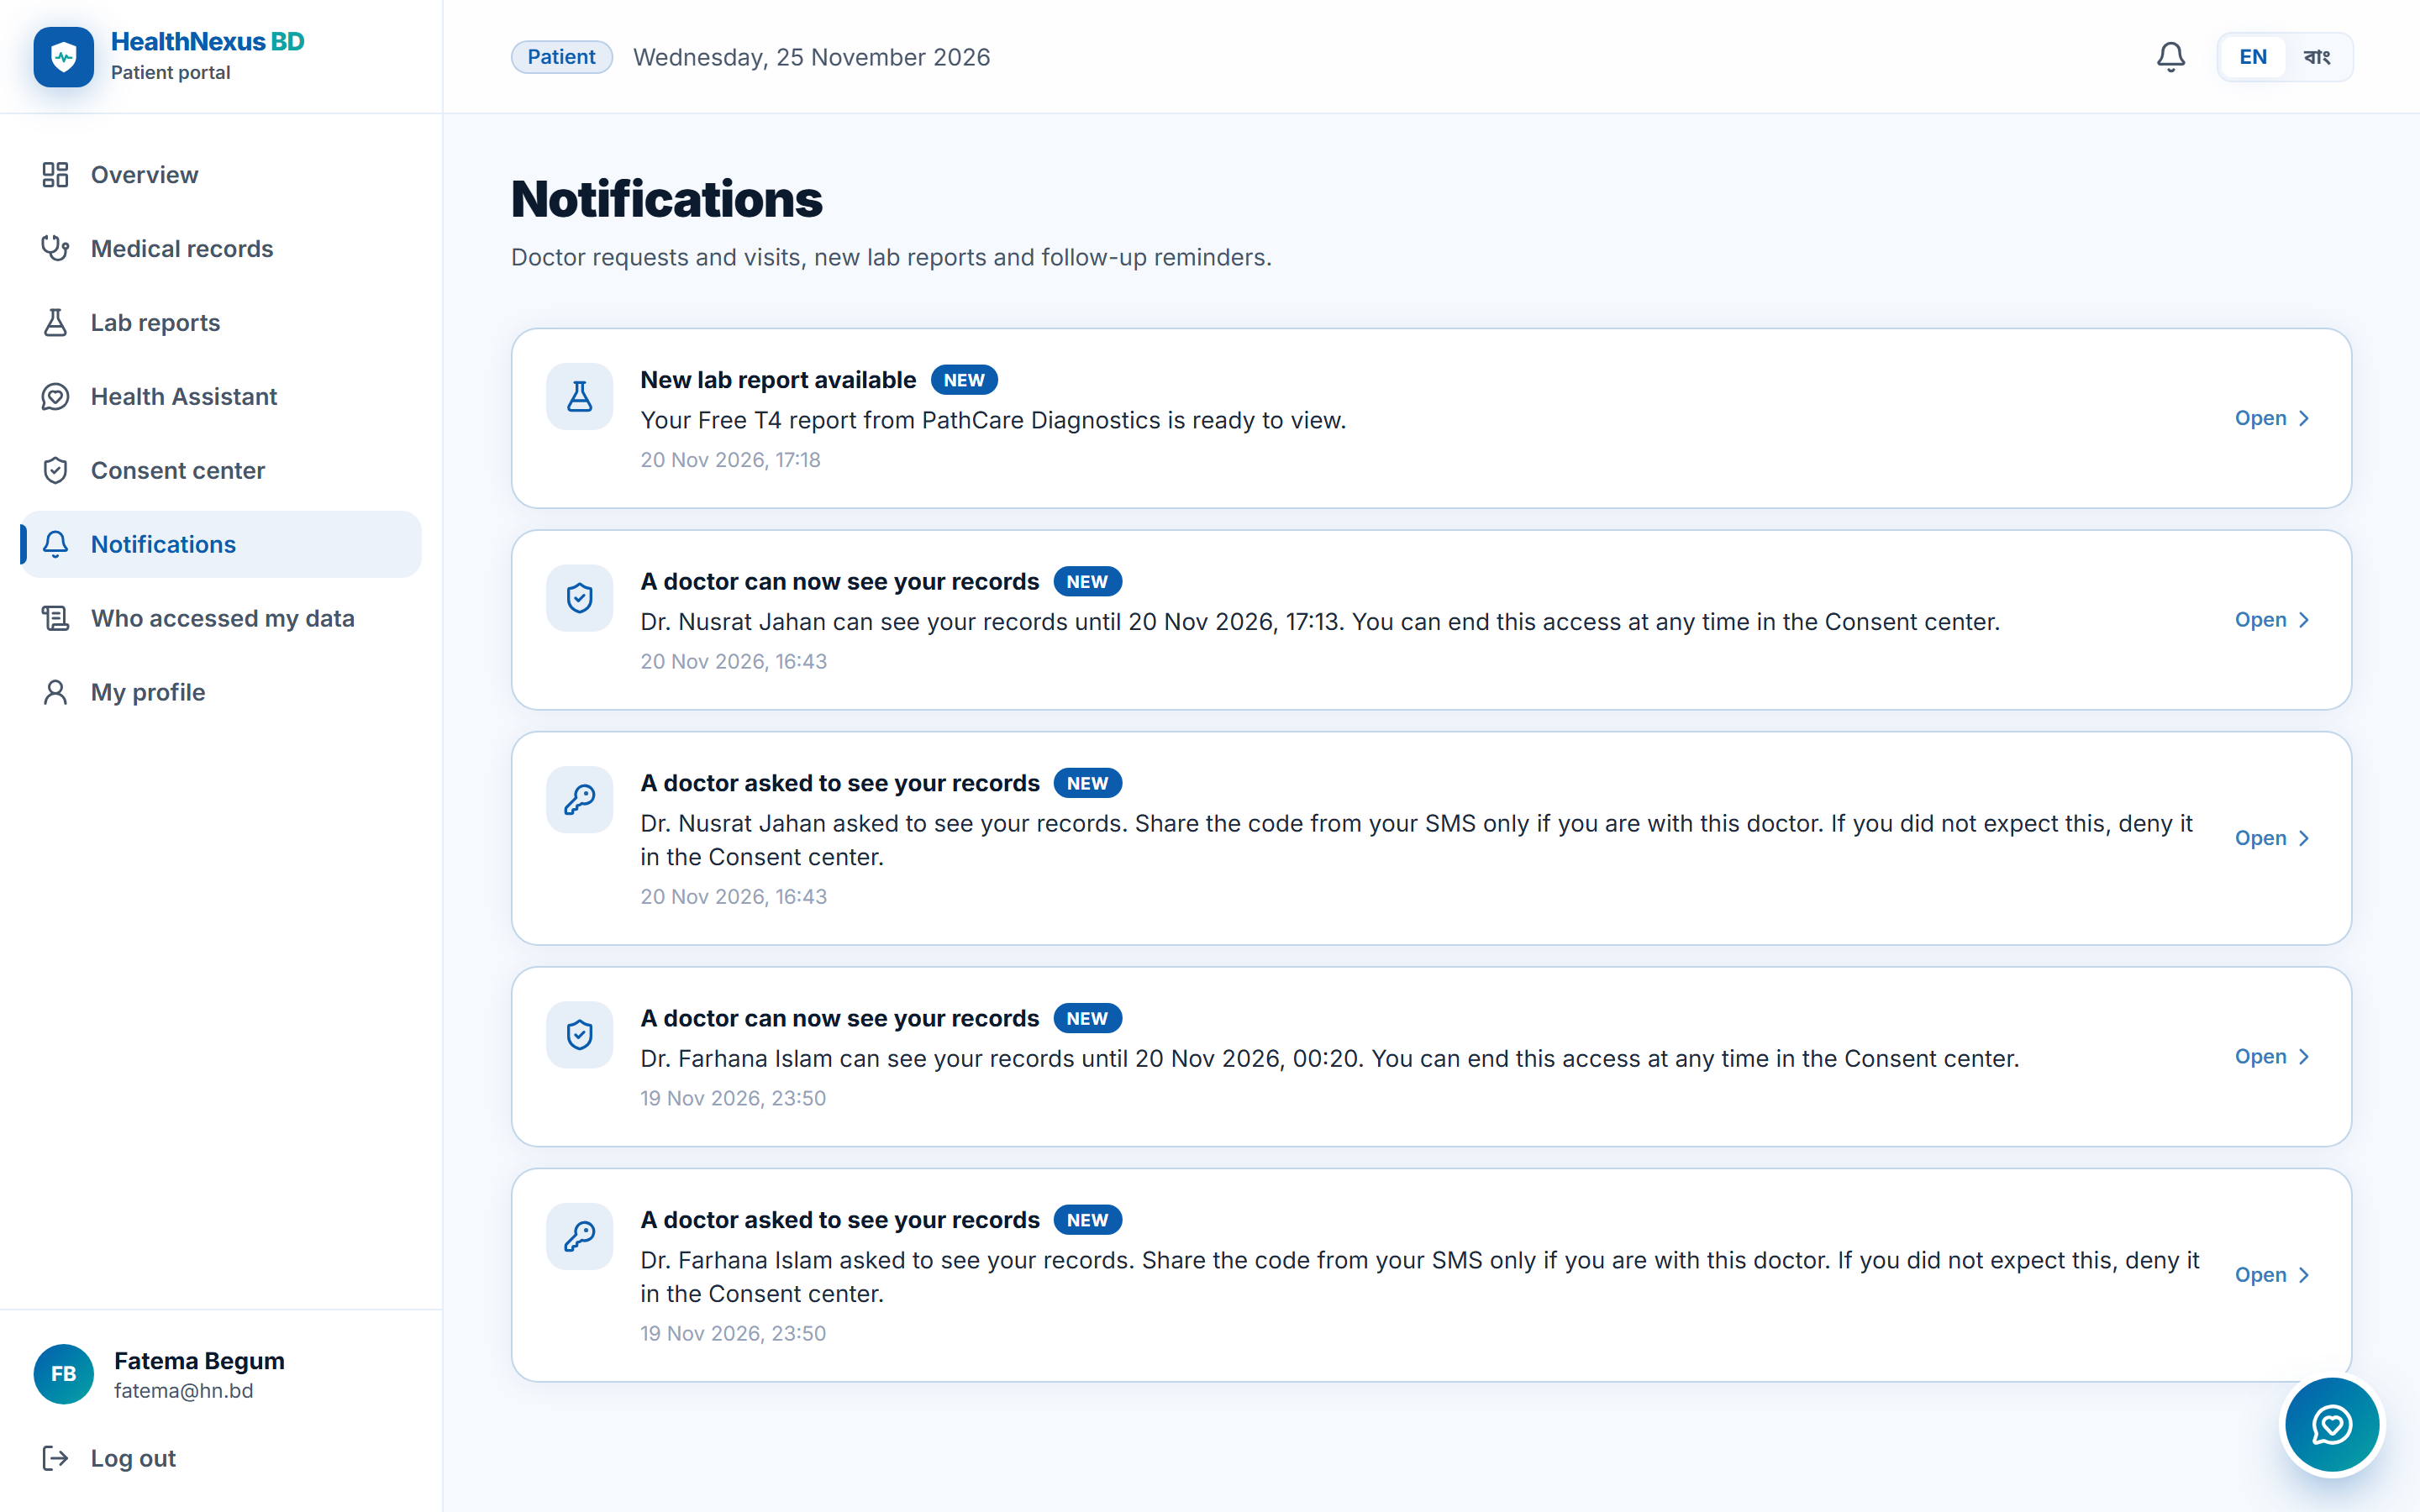 HealthNexus BD
Patient portal
Patient
Wednesday, 25 November 2026
EN
বাং
Overview
Medical records
Lab reports
Health Assistant
Consent center
Notifications
Who accessed my data
My profile
Notifications
Doctor requests and visits, new lab reports and follow-up reminders.
New lab report available NEW
Your Free T4 report from PathCare Diagnostics is ready to view.
20 Nov 2026, 17:18
Open
A doctor can now see your records NEW
Dr. Nusrat Jahan can see your records until 20 Nov 2026, 17:13. You can end this access at any time in the Consent center.
20 Nov 2026, 16:43
Open
A doctor asked to see your records NEW
Dr. Nusrat Jahan asked to see your records. Share the code from your SMS only if you are with this doctor. If you did not expect this, deny it
in the Consent center.
20 Nov 2026, 16:43
Open
A doctor can now see your records NEW
Dr. Farhana Islam can see your records until 20 Nov 2026, 00:20. You can end this access at any time in the Consent center.
19 Nov 2026, 23:50
Open
A doctor asked to see your records NEW
Dr. Farhana Islam asked to see your records. Share the code from your SMS only if you are with this doctor. If you did not expect this, deny it
in the Consent center.
19 Nov 2026, 23:50
Open
FB
Fatema Begum
fatema@hn.bd
Log out